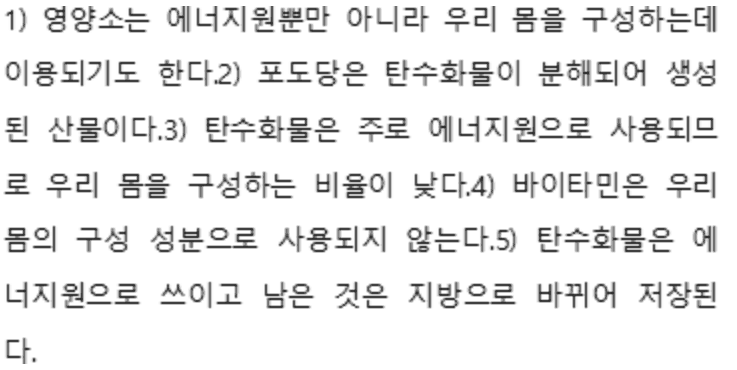 1) 영양소는 에너지원뿐만 아니라 우리 몸을 구성하는데
이용되기도 한다.2) 포도당은 탄수화물이 분해되어 생성
된 산물이다.3) 탄수화물은 주로 에너지원으로 사용되므
로 우리 몸을 구성하는 비율이 낮다.4) 바이타민은 우리
몸의 구성 성분으로 사용되지 않는다.5) 탄수화물은 에
너지원으로 쓰이고 남은 것은 지방으로 바뀌어 저장된
다.